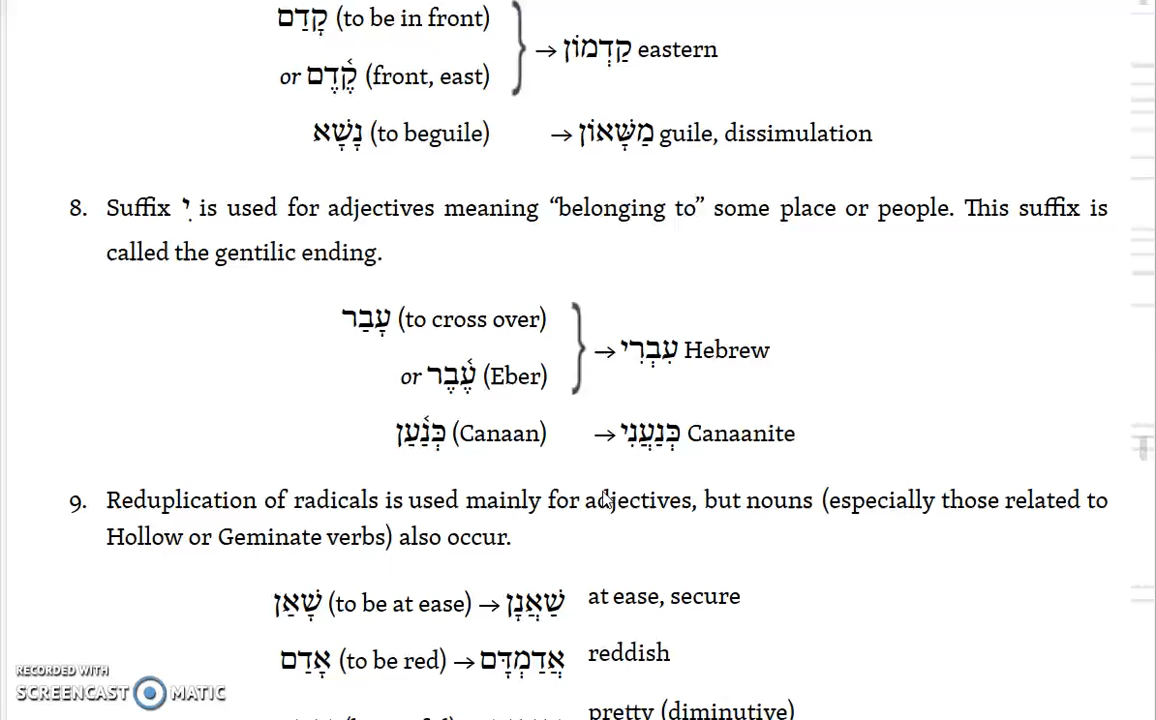 קָדַם (to be in front)
→ קַדְמוֹן eastern
or קֶ֫דֶם (front, east)
נָשָׁא (to beguile) → מַשָּׁאוֹן guile, dissimulation
8. Suffix ִי is used for adjectives meaning “belonging to” some place or people. This suffix is
called the gentilic ending.
עָבַר (to cross over)
→ עִבְרִי Hebrew
or עֵ֫בֶר (Eber)
כְּנַ֫עַן (Canaan) → כְּנַעֲנִי Canaanite
9. Reduplication of radicals is used mainly for adjectives, but nouns (especially those related to
Hollow or Geminate verbs) also occur.
שָׁאַן (to be at ease) → שַׁאֲנָן at ease, secure
אָדַם (to be red) → אֲדַמְדָּם reddish
pretty (diminutive)
RECORDED WITH
SCREENCAST MATIC